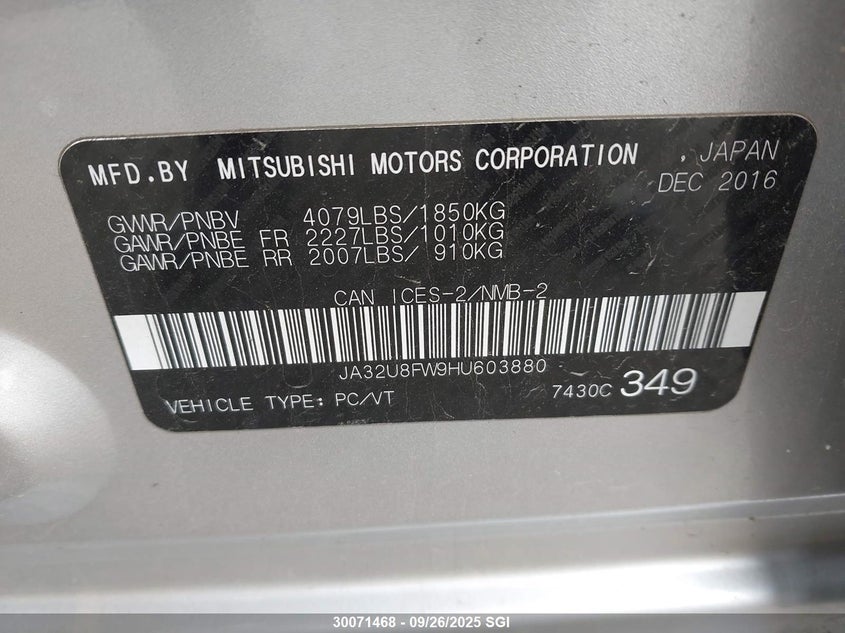 MFD.BY MITSUBISHI MOTORS CORPORATION , JAPAN
DEC 2016
GVWR/PNBV 4079LBS/1850KG
GAWR/PNBE FR 2227LBS/1010KG
GAWR/PNBE RR 2007LBS/ 910KG
CAN ICES-2/NMB-2
JA32U8FW9HU603880
VEHICLE TYPE: PC/VT 7430C 349
30071468 - 09/26/2025 SGI